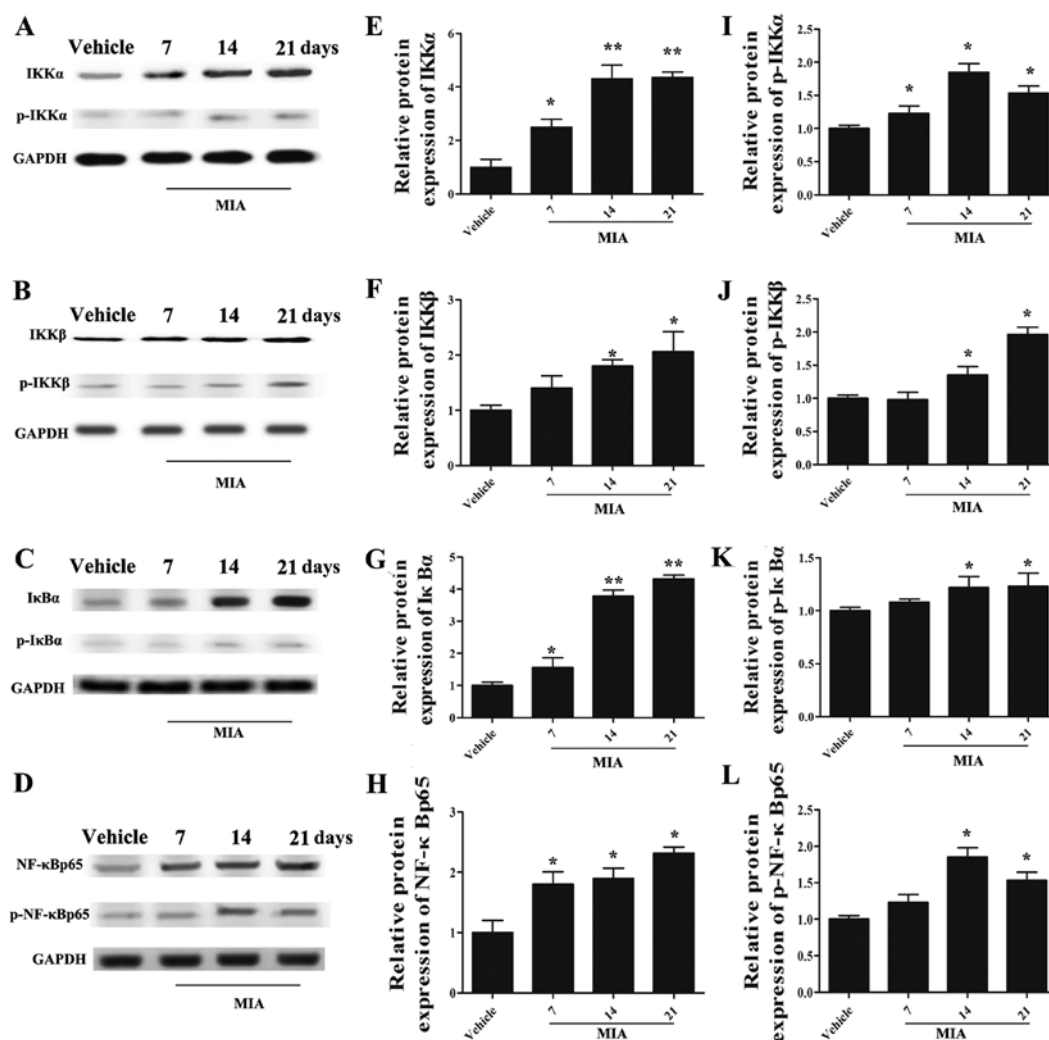 A
Vehicle 7 14 21 days
IKKα
p-IKKα
GAPDH
MIA
E
Relative protein
expression of IKKα
6
4
2
0
*
**
**
Vehicle
7
14
21
MIA
I
Relative protein
expression of p-IKKα
2.0
1.5
1.0
0.5
0.0
*
*
*
Vehicle
7
14
21
MIA
B
Vehicle 7 14 21 days
IKKβ
p-IKKβ
GAPDH
MIA
F
Relative protein
expression of IKKβ
3
2
1
0
*
*
Vehicle
7
14
21
MIA
J
Relative protein
expression of p-IKKβ
2.5
2.0
1.5
1.0
0.5
0.0
*
*
Vehicle
7
14
21
MIA
C
Vehicle 7 14 21 days
IκBα
p-IκBα
GAPDH
MIA
G
Relative protein
expression of Iκ Bα
5
4
3
2
1
0
*
**
**
Vehicle
7
14
21
MIA
K
Relative protein
expression of p-Iκ Bα
1.5
1.0
0.5
0.0
*
*
Vehicle
7
14
21
MIA
D
Vehicle 7 14 21 days
NF-κBp65
p-NF-κBp65
GAPDH
MIA
H
Relative protein
expression of NF-κ Bp65
3
2
1
0
*
*
*
Vehicle
7
14
21
MIA
L
Relative protein
expression of p-NF-κ Bp65
2.5
2.0
1.5
1.0
0.5
0.0
*
*
Vehicle
7
14
21
MIA